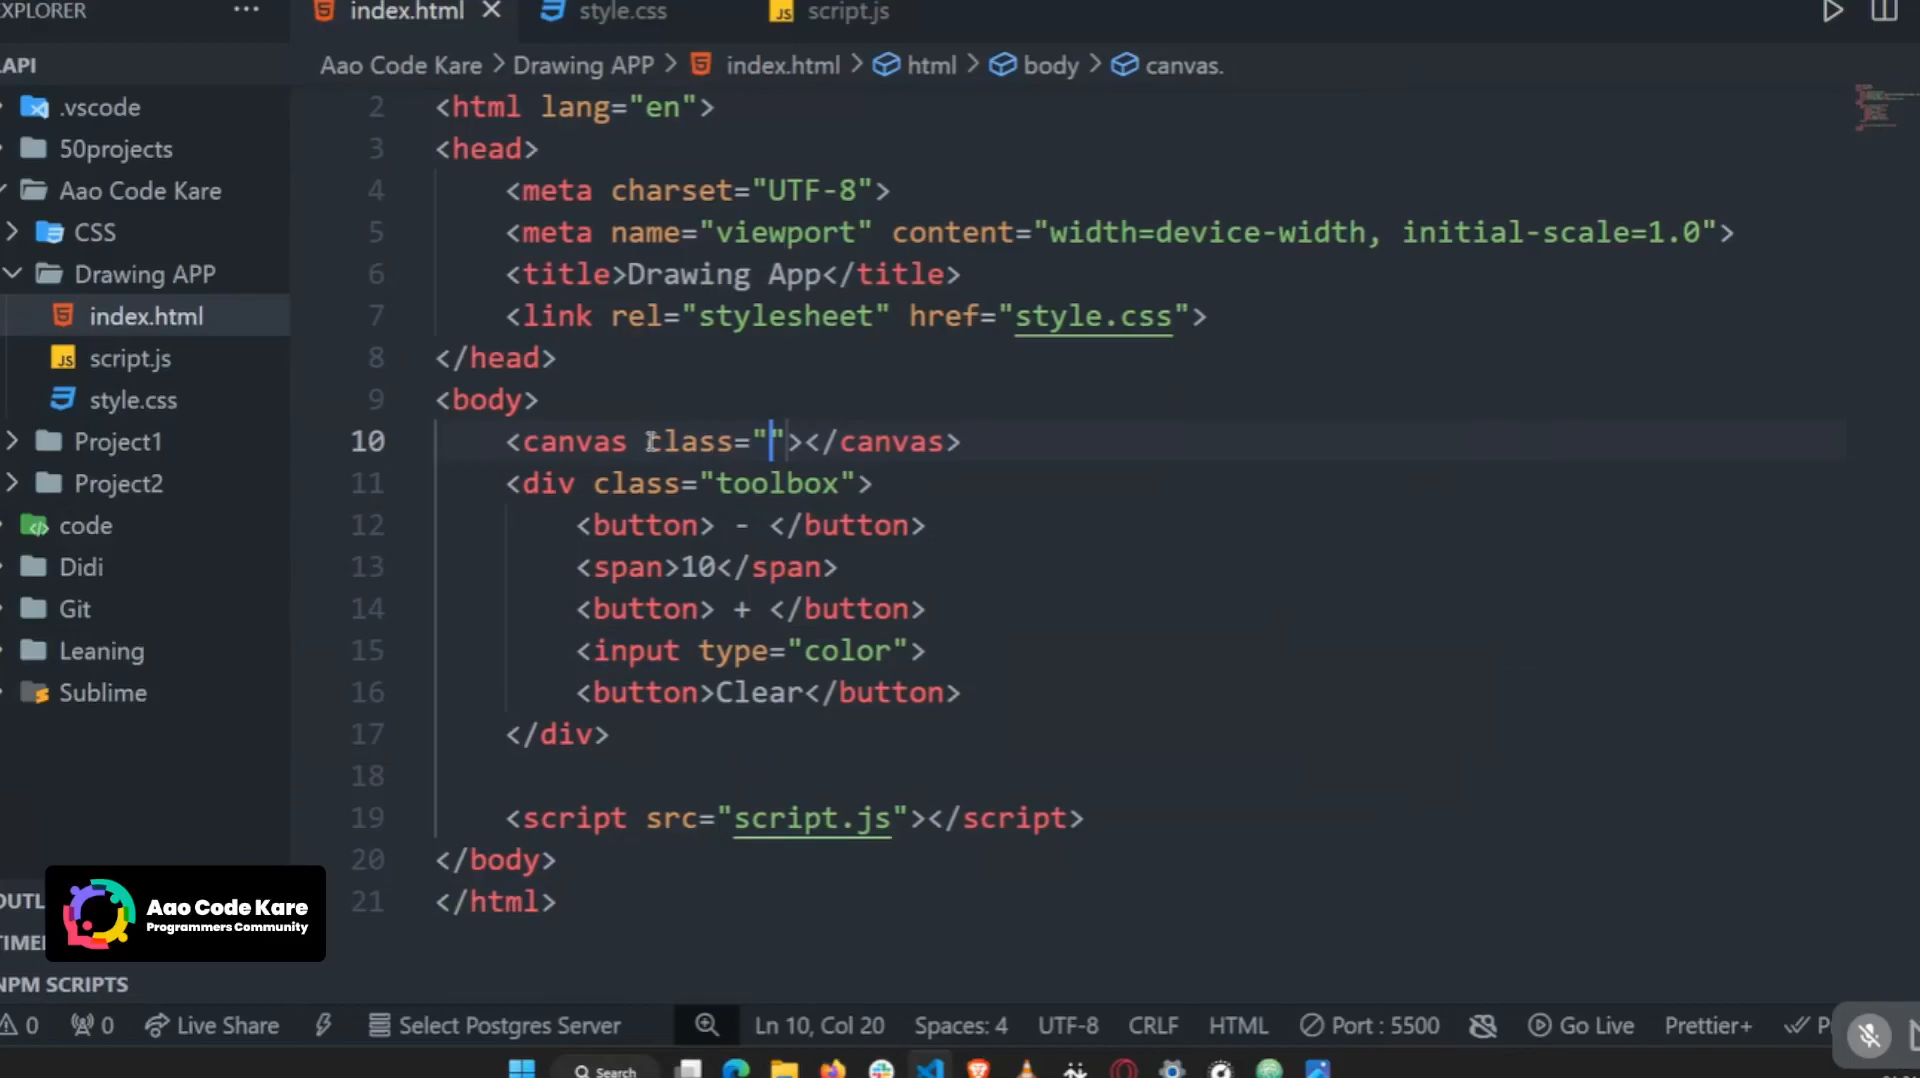 EXPLORER ···
index.html style.css script.js
API
Aao Code Kare > Drawing APP > index.html > html > body > canvas.
.vscode
50projects
Aao Code Kare
CSS
Drawing APP
index.html
script.js
style.css
Project1
Project2
code
Didi
Git
Leaning
Sublime
2 <html lang="en">
3 <head>
4 <meta charset="UTF-8">
5 <meta name="viewport" content="width=device-width, initial-scale=1.0">
6 <title>Drawing App</title>
7 <link rel="stylesheet" href="style.css">
8 </head>
9 <body>
10 <canvas class=""></canvas>
11 <div class="toolbox">
12 <button> - </button>
13 <span>10</span>
14 <button> + </button>
15 <input type="color">
16 <button>Clear</button>
17 </div>
18
19 <script src="script.js"></script>
20 </body>
21 </html>
OUTL
TIME
NPM SCRIPTS
Aao Code Kare
Programmers Community
0 0 Live Share Select Postgres Server Ln 10, Col 20 Spaces: 4 UTF-8 CRLF HTML Port : 5500 Go Live Prettier+
Search